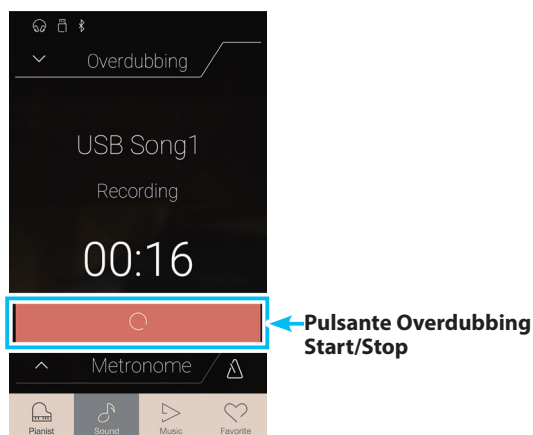 Overdubbing
USB Song1
Recording
00:16
Pulsante Overdubbing
Start/Stop
Metronome
Pianist Sound Music Favorite